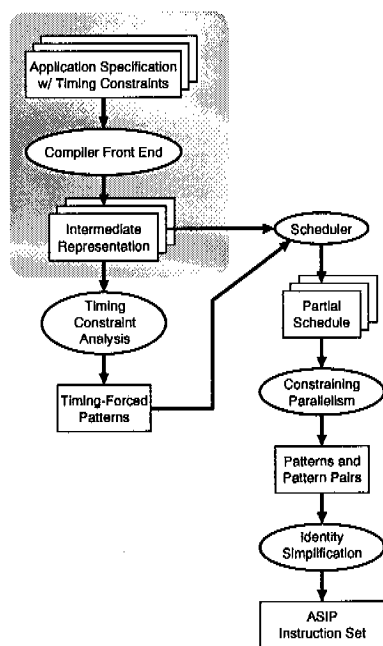 Application Specification
w/ Timing Constraints
Compiler Front End
Intermediate
Representation
Scheduler
Timing
Constraint
Analysis
Partial
Schedule
Timing-Forced
Patterns
Constraining
Parallelism
Patterns and
Pattern Pairs
Identity
Simplification
ASIP
Instruction Set